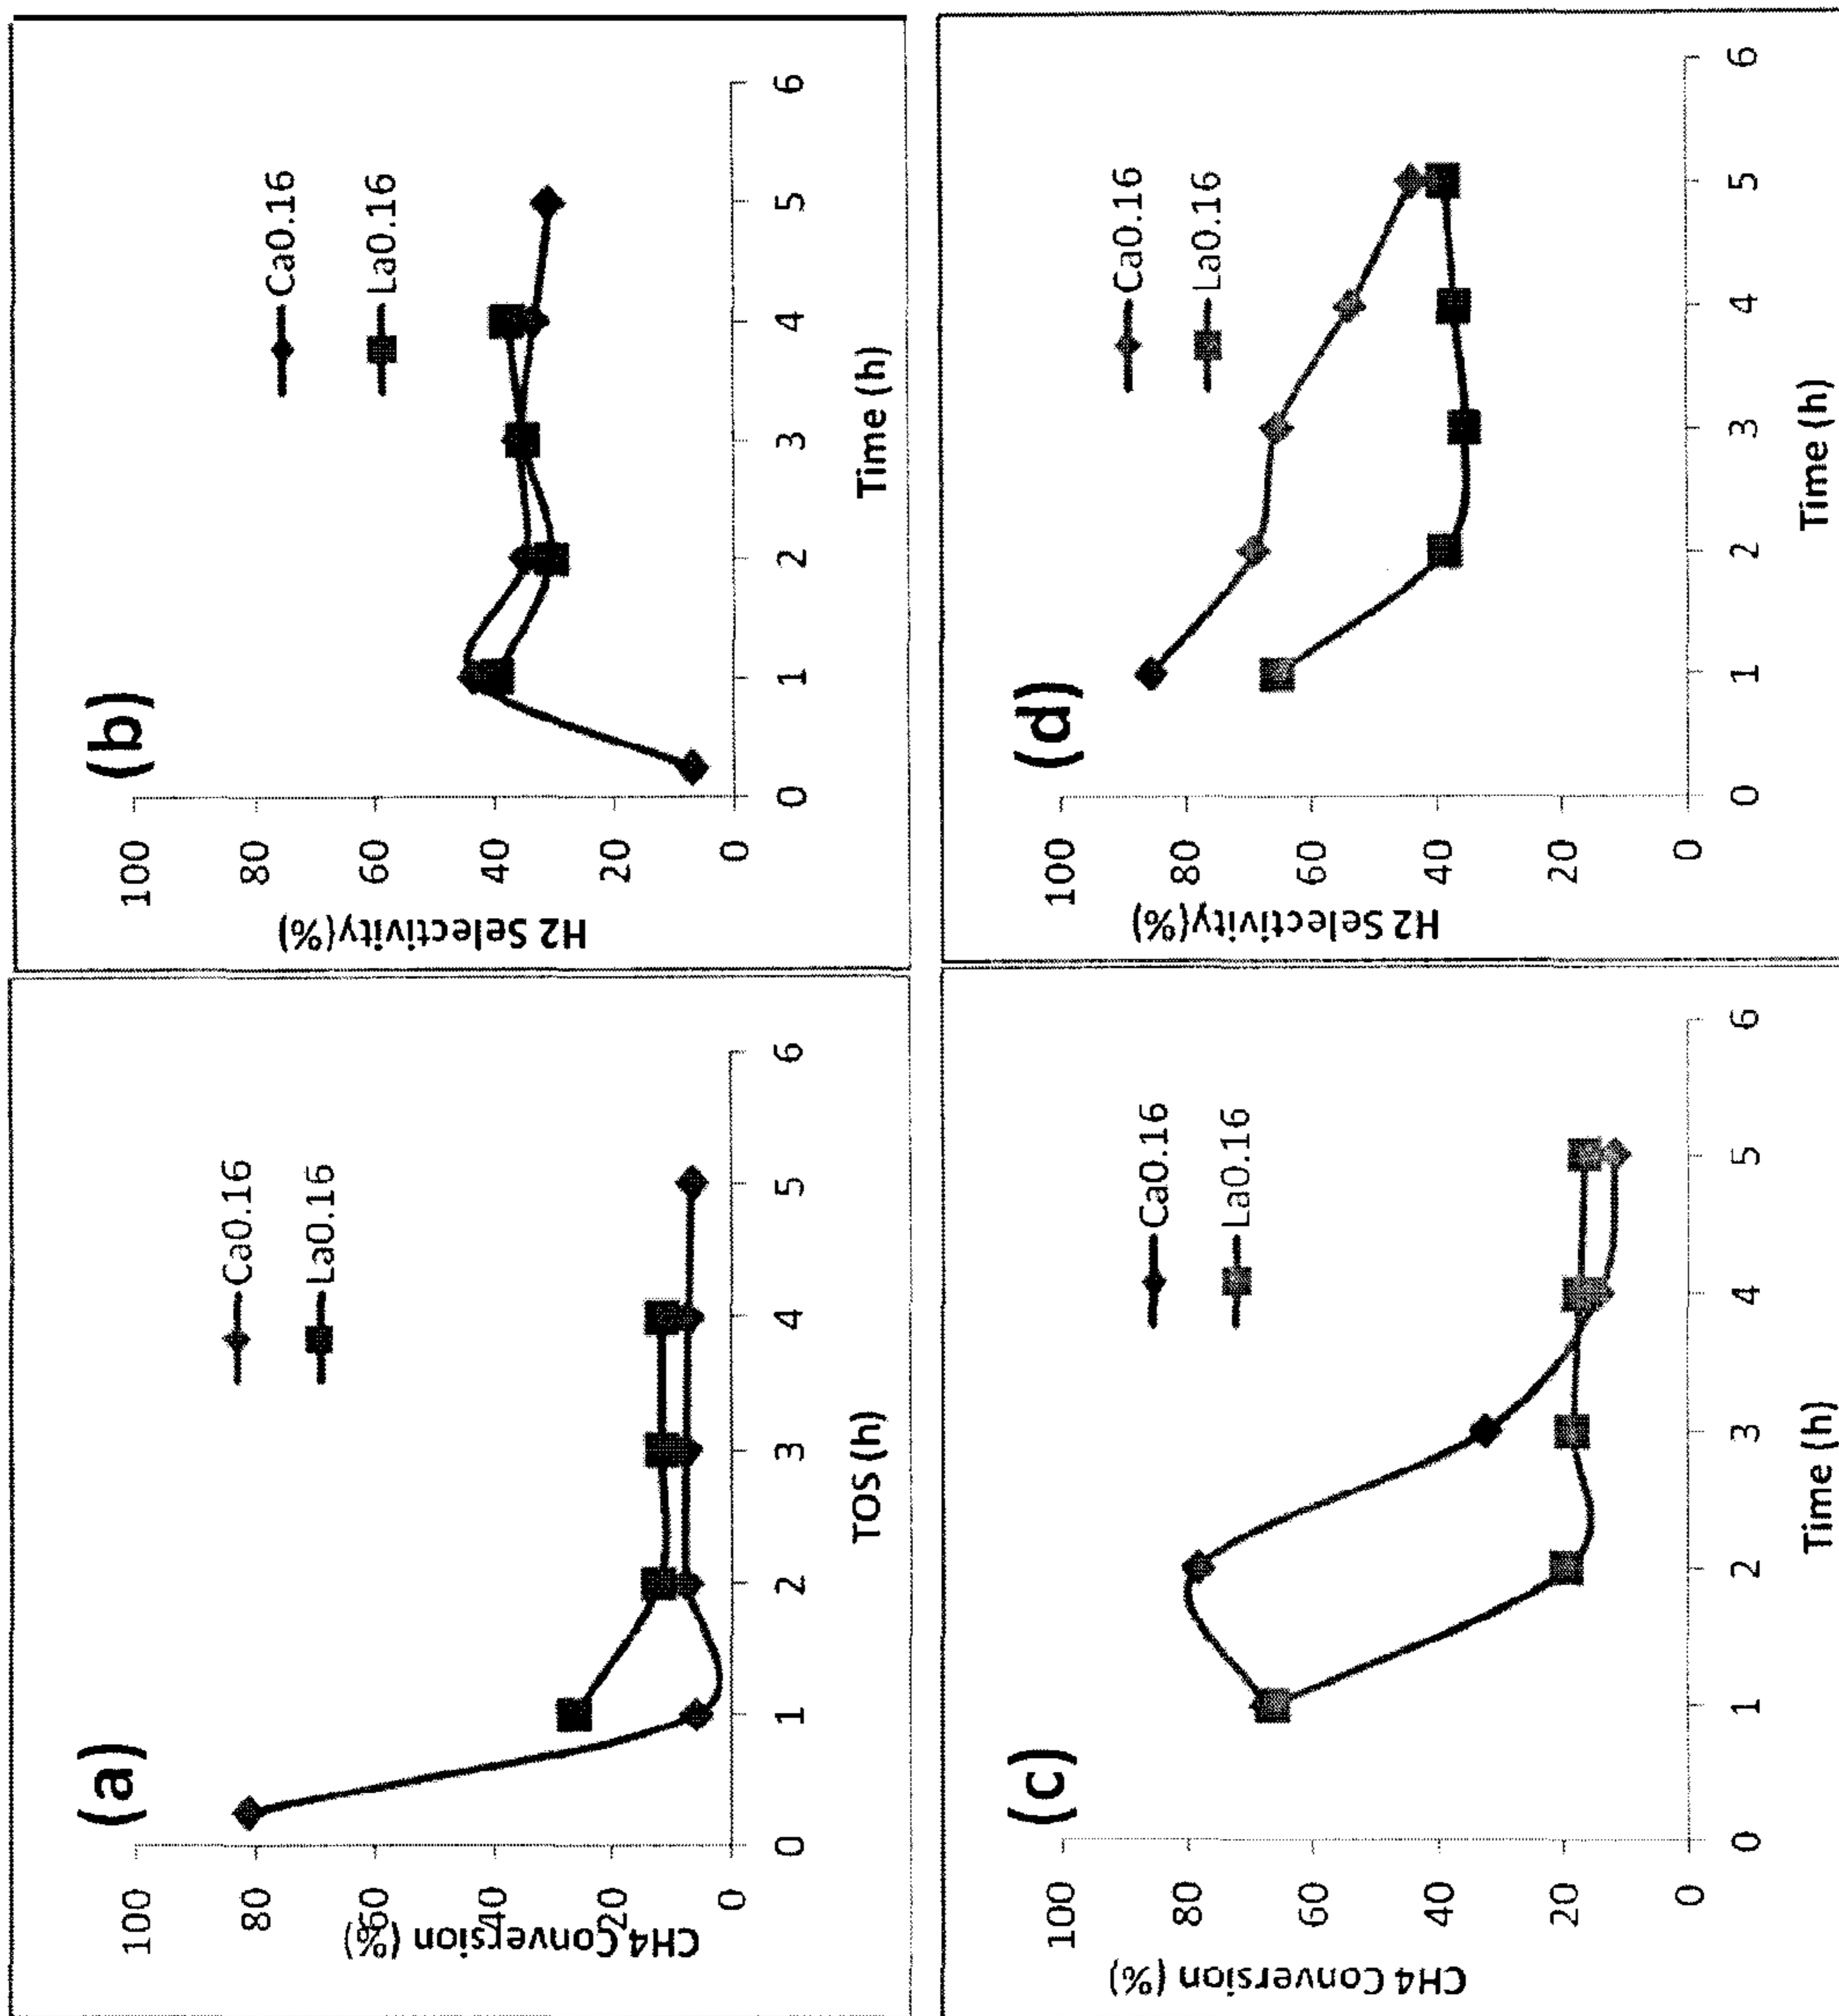 (a)
CH4 Conversion (%)
100
80
60
40
20
0
Ca0.16
La0.16
0 1 2 3 4 5 6
TOS (h)
(b)
H2 Selectivity(%)
100
80
60
40
20
0
Ca0.16
La0.16
0 1 2 3 4 5 6
Time (h)
(c)
CH4 Conversion (%)
100
80
60
40
20
0
Ca0.16
La0.16
0 1 2 3 4 5 6
Time (h)
(d)
H2 Selectivity(%)
100
80
60
40
20
0
Ca0.16
La0.16
0 1 2 3 4 5 6
Time (h)